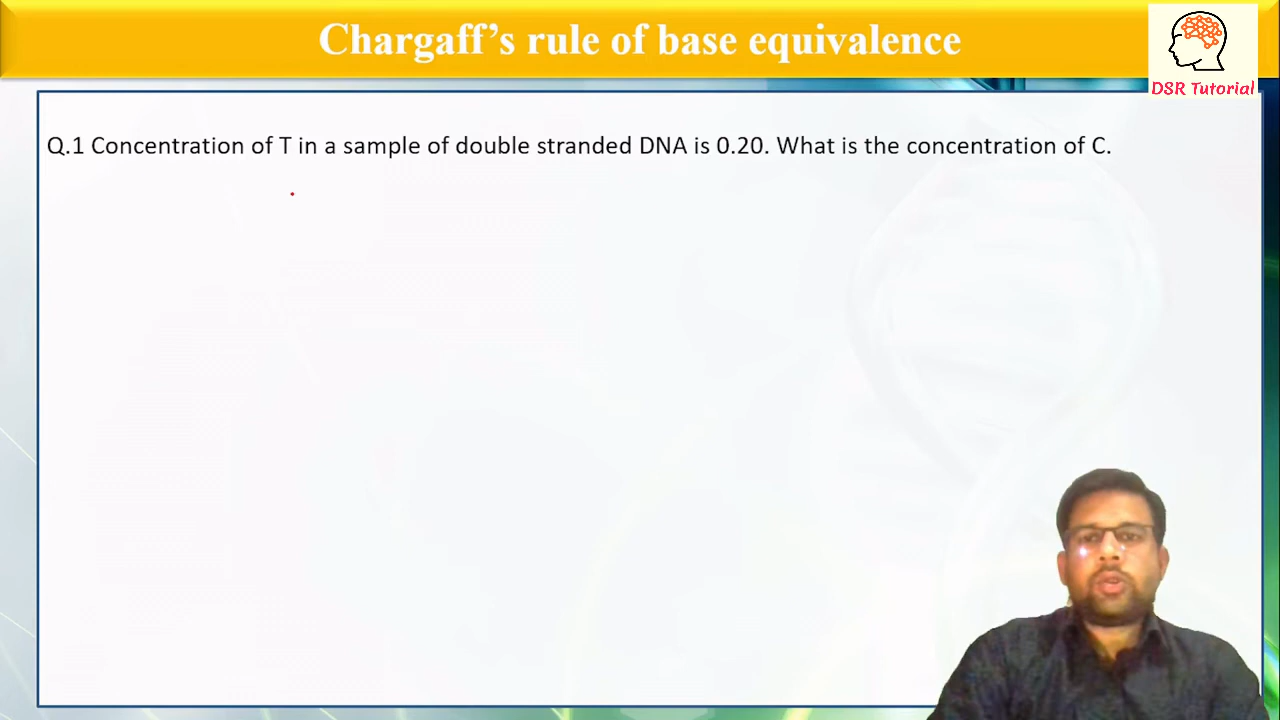 Chargaff's rule of base equivalence
DSR Tutorial
Q.1 Concentration of T in a sample of double stranded DNA is 0.20. What is the concentration of C.